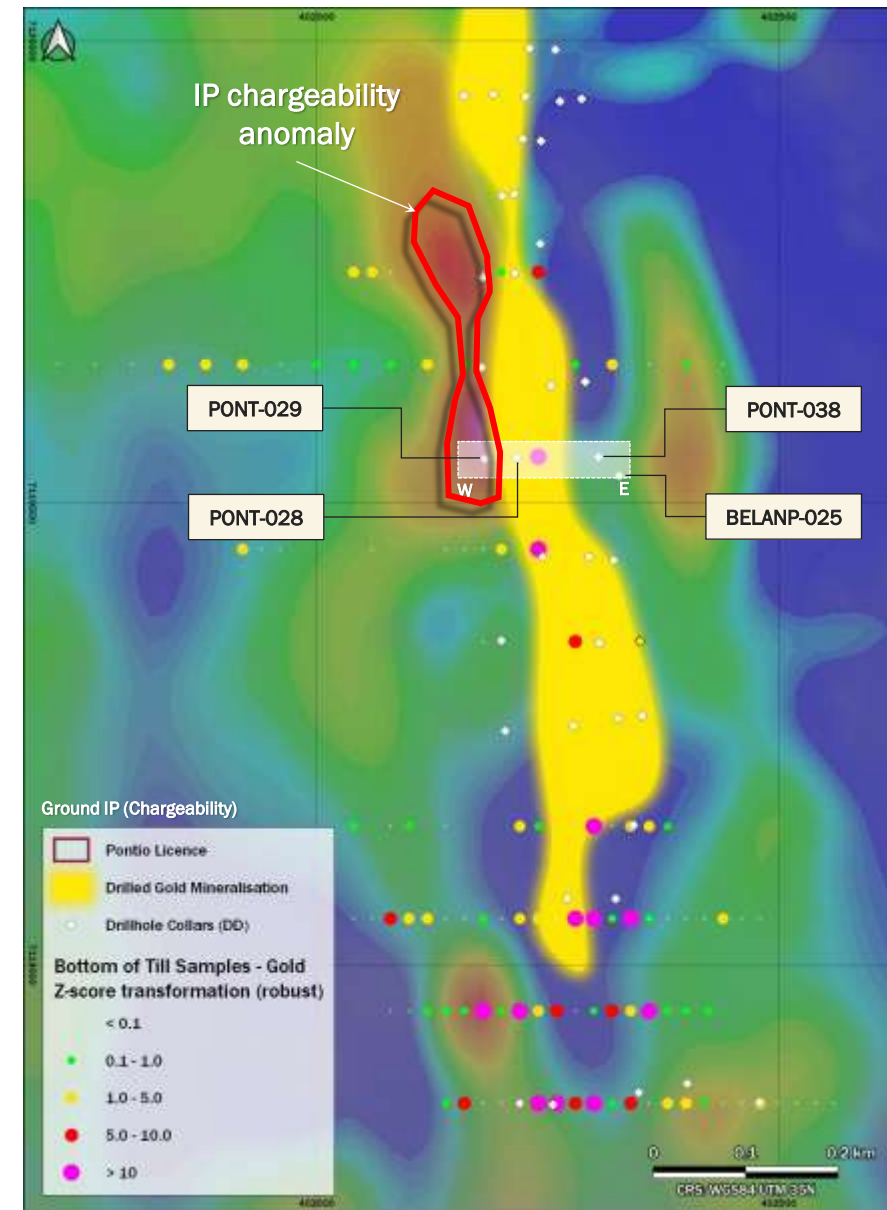 402000
IP chargeability
anomaly
PONT-029
PONT-038
W
E
PONT-028
BELANP-025
Ground IP (Chargeability)
Pontio Licence
Drilled Gold Mineralisation
Drillhole Collars (DD)
Bottom of Till Samples - Gold
Z-score transformation (robust)
< 0.1
0.1 - 1.0
1.0 - 5.0
5.0 - 10.0
> 10
0 0.1 0.2 km
CRS: WGS84 UTM 35N
402000